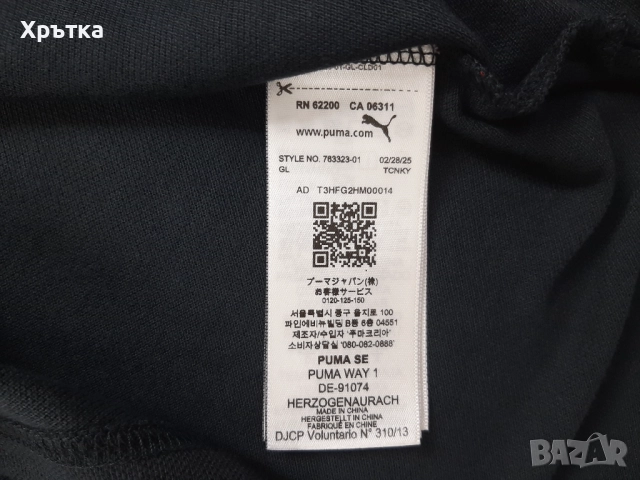 Хрътка
RN 62200 CA 06311
www.puma.com
STYLE NO. 763323-01 02/28/25
GL TCNKY
AD T3HFG2HM00014
プーマジャパン(株)
お客様サービス
0120-125-150
서울특별시 중구 을지로 100
파인에비뉴빌딩 B동 6층 04551
제조자/수입자 '푸마코리아'
소비자상담실 '080-082-0888'
PUMA SE
PUMA WAY 1
DE-91074
HERZOGENAURACH
MADE IN CHINA
HERGESTELLT IN CHINA
FABRIQUÉ EN CHINE
DJCP Voluntario N° 310/13
BAZAR